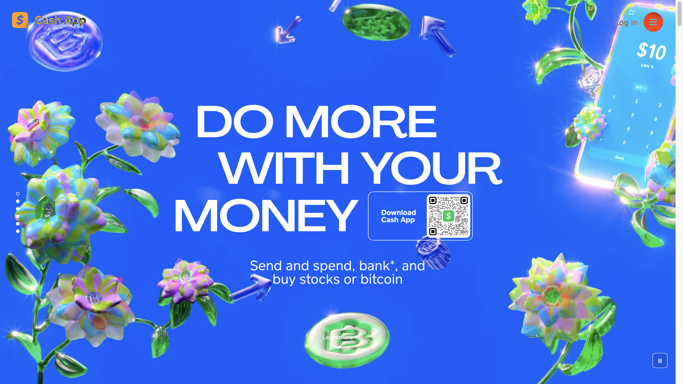 Cash App
Log in
$10
DO MORE
WITH YOUR
MONEY
Download
Cash App
Send and spend, bank*, and
buy stocks or bitcoin